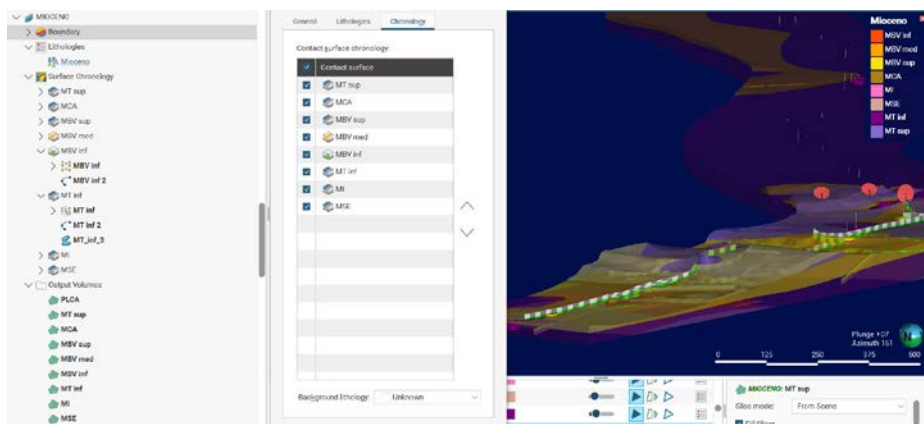 MIOCENO
Boundary
Lithologies
Mioceno
Surface Chronology
MT sup
MCA
MBV sup
MBV med
MBV inf
MBV inf
MBV inf 2
MT inf
MT inf
MT inf 2
MT_inf_3
MI
MSE
Output Volumes
PLCA
MT sup
MCA
MBV sup
MBV med
MBV inf
MT inf
MI
MSE
General Lithologies Chronology
Contact surface chronology
Contact surface
MT sup
MCA
MBV sup
MBV med
MBV inf
MT inf
MI
MSE
Background lithology: Unknown
Mioceno
MBV inf
MBV med
MBV sup
MCA
MI
MSE
MT inf
MT sup
Plunge +07
Azimuth 161
0 125 250 375 500
MIOCENO: MT sup
Slice mode: From Scene